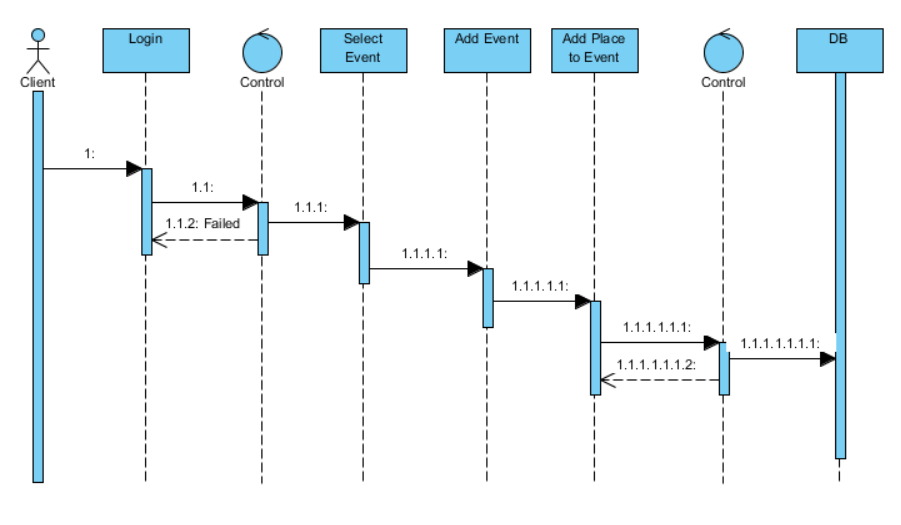 Login
Select
Event
Add Event
Add Place
to Event
DB
Client
Control
Control
1:
1.1:
1.1.1:
1.1.2: Failed
1.1.1.1:
1.1.1.1.1:
1.1.1.1.1.1:
1.1.1.1.1.1.1:
1.1.1.1.1.1.2: